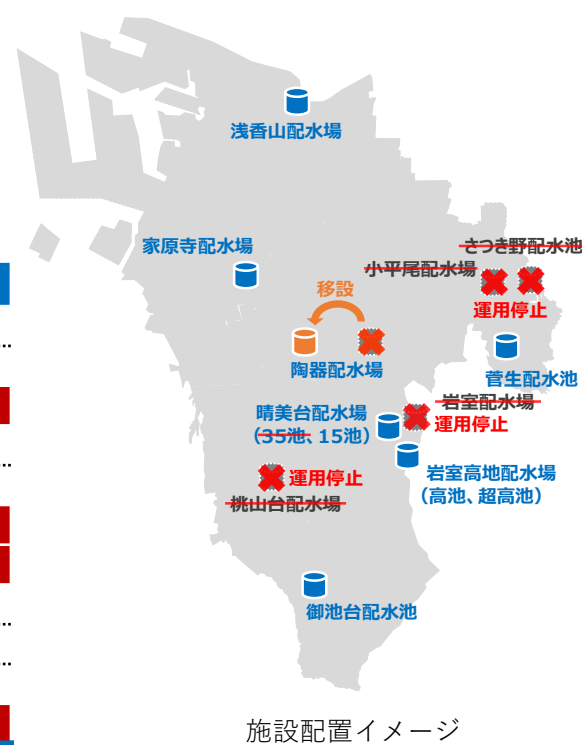 浅香山配水場
家原寺配水場
さつき野配水池
小平尾配水場
移設
運用停止
陶器配水場
菅生配水池
岩室配水場
晴美台配水場
（35池、15池）
運用停止
岩室高地配水場
（高池、超高池）
運用停止
桃山台配水場
御池台配水池
施設配置イメージ
...
...
...
...